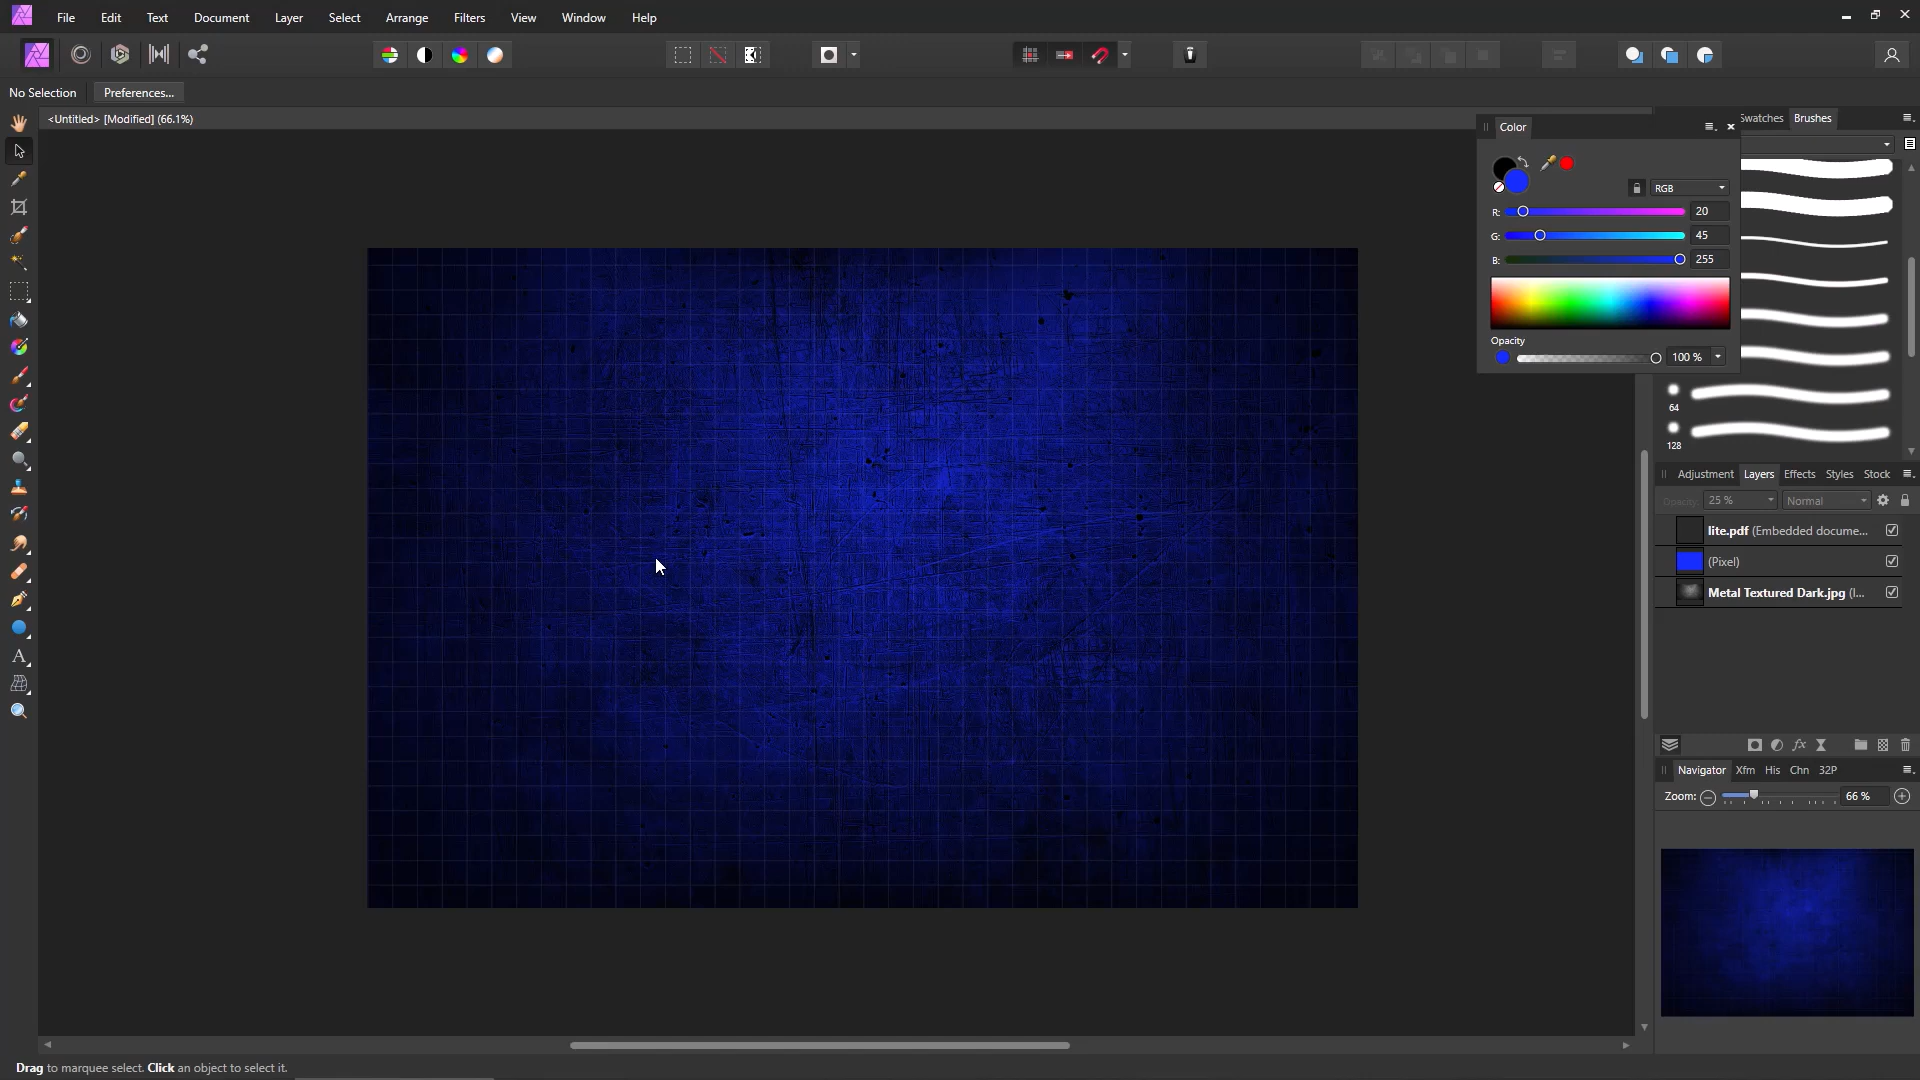 File Edit Text Document Layer Select Arrange Filters View Window Help
No Selection Preferences...
<Untitled> [Modified] (66.1%)
Color
Swatches Brushes
RGB
R: 20
G: 45
B: 255
Opacity
100 %
64
128
Adjustment Layers Effects Styles Stock
Opacity: 25 % Normal
lite.pdf (Embedded docume...
(Pixel)
Metal Textured Dark.jpg (I...
fx
Navigator Xfm His Chn 32P
Zoom: 66 %
Drag to marquee select. Click an object to select it.